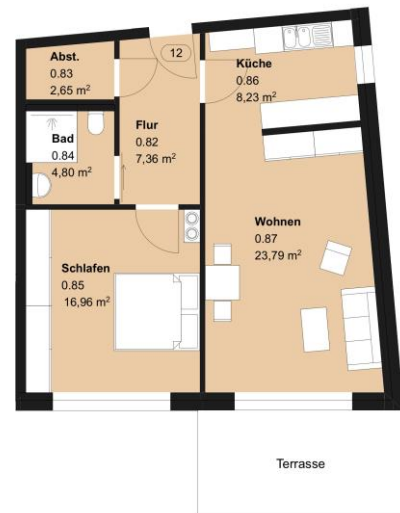 12
Abst.
0.83
2,65 m²
Küche
0.86
8,23 m²
Flur
0.82
7,36 m²
Bad
0.84
4,80 m²
Wohnen
0.87
23,79 m²
Schlafen
0.85
16,96 m²
Terrasse